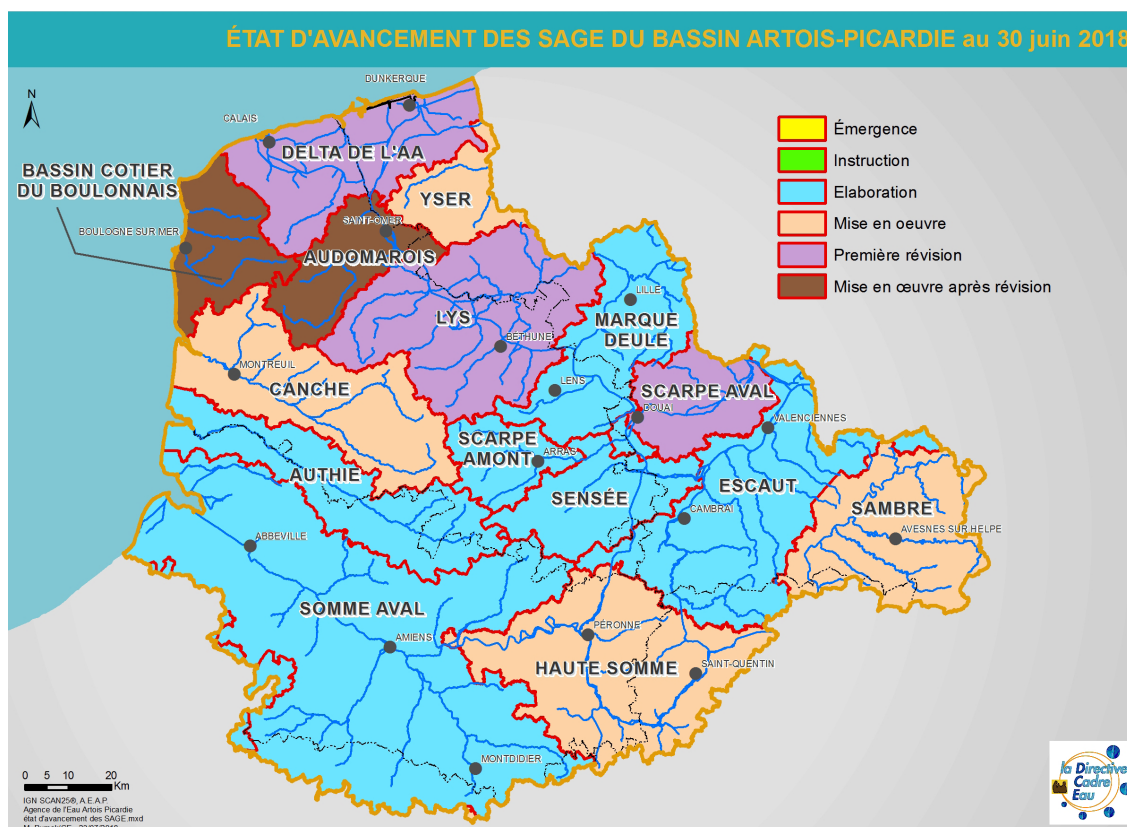 ÉTAT D'AVANCEMENT DES SAGE DU BASSIN ARTOIS-PICARDIE au 30 juin 2018
N
DUNKERQUE
CALAIS
DELTA DE L'AA
BASSIN COTIER
DU BOULONNAIS
YSER
SAINT-OMER
BOULOGNE SUR MER
AUDOMAROIS
LILLE
LYS
MARQUE
DEULE
BÉTHUNE
MONTREUIL
CANCHE
LENS
SCARPE AVAL
DOUAI
VALENCIENNES
SCARPE
AMONT
ARRAS
AUTHIE
SENSÉE
ESCAUT
CAMBRAI
SAMBRE
AVESNES SUR HELPE
ABBEVILLE
SOMME AVAL
AMIENS
PÉRONNE
HAUTE SOMME
SAINT-QUENTIN
MONTDIDIER
Émergence
Instruction
Elaboration
Mise en oeuvre
Première révision
Mise en œuvre après révision
0 5 10 20
Km
IGN SCAN25®, A.E.A.P.
Agence de l'Eau Artois Picardie
état d'avancement des SAGE.mxd
la Directive
Cadre
Eau